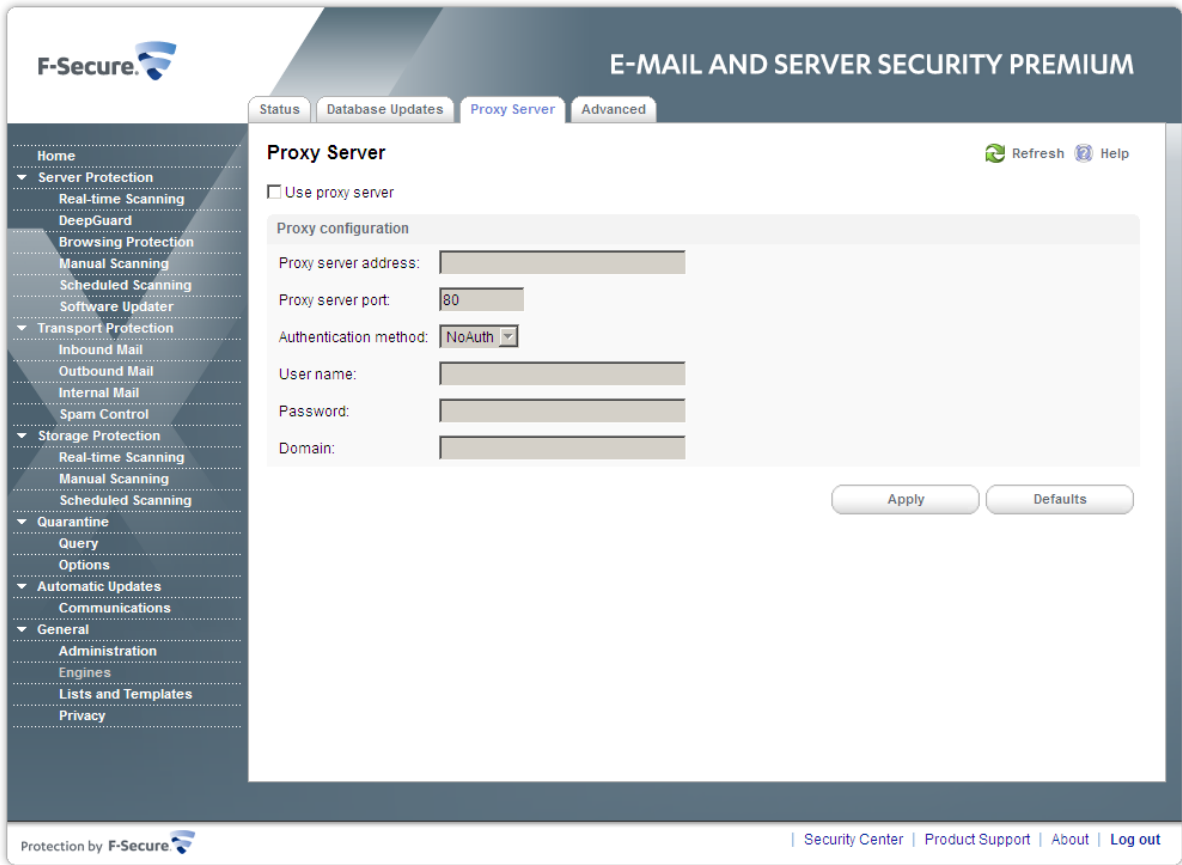 F-Secure.
E-MAIL AND SERVER SECURITY PREMIUM
Status
Database Updates
Proxy Server
Advanced
Home
Server Protection
Real-time Scanning
DeepGuard
Browsing Protection
Manual Scanning
Scheduled Scanning
Software Updater
Transport Protection
Inbound Mail
Outbound Mail
Internal Mail
Spam Control
Storage Protection
Real-time Scanning
Manual Scanning
Scheduled Scanning
Quarantine
Query
Options
Automatic Updates
Communications
General
Administration
Engines
Lists and Templates
Privacy
Proxy Server
Refresh
Help
Use proxy server
Proxy configuration
Proxy server address:
Proxy server port: 80
Authentication method: NoAuth
User name:
Password:
Domain:
Apply
Defaults
Protection by F-Secure.
| Security Center | Product Support | About | Log out